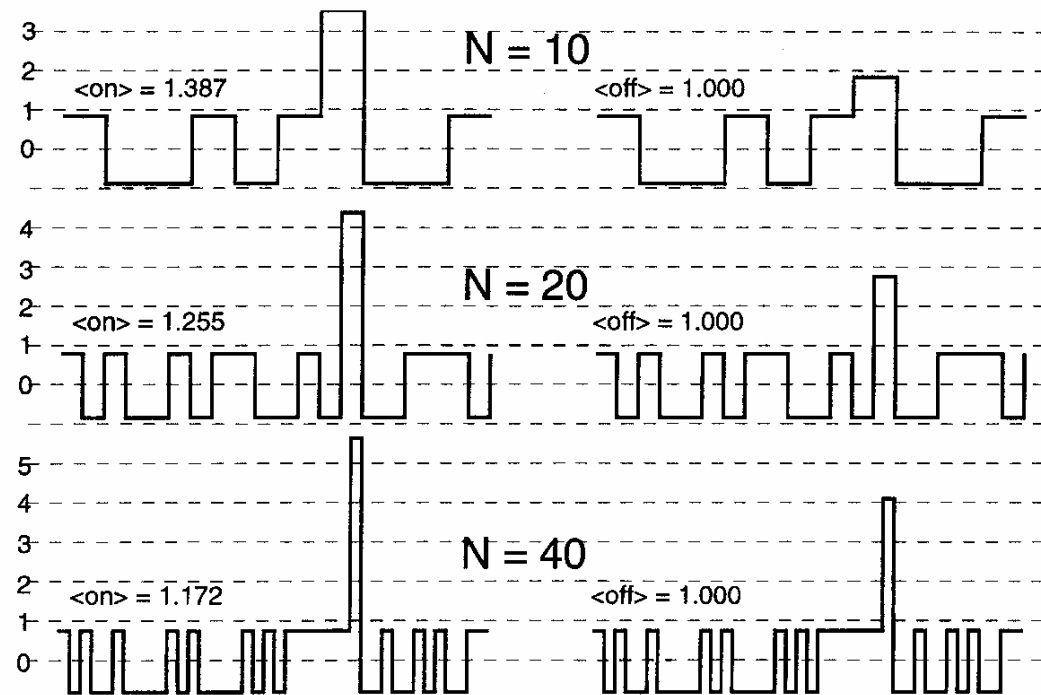 3
N = 10
2
<on> = 1.387
<off> = 1.000
1
0
4
3
N = 20
2
<on> = 1.255
<off> = 1.000
1
0
5
4
3
N = 40
2
<on> = 1.172
<off> = 1.000
1
0